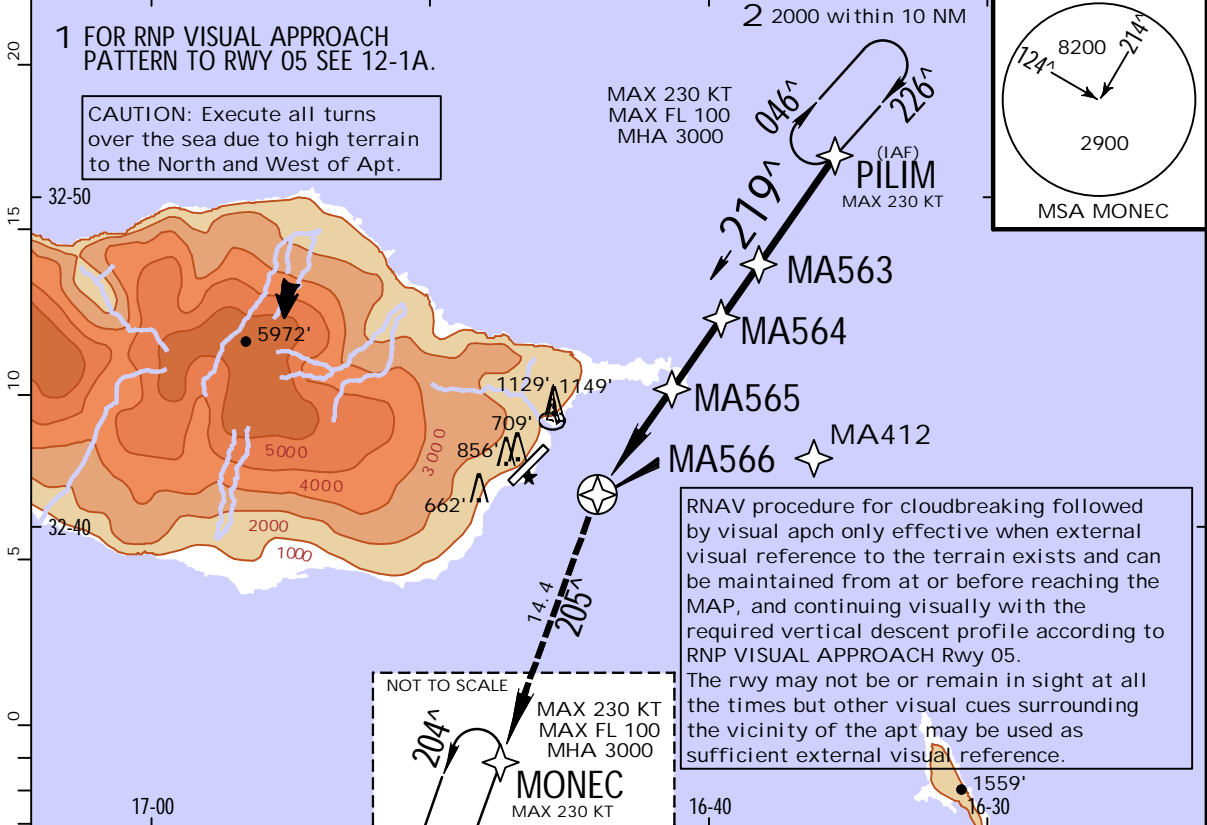 1 FOR RNP VISUAL APPROACH
PATTERN TO RWY 05 SEE 12-1A.
CAUTION: Execute all turns
over the sea due to high terrain
to the North and West of Apt.
2 2000 within 10 NM
MAX 230 KT
MAX FL 100
MHA 3000
046^
226^
(IAF)
PILIM
MAX 230 KT
219^
8200
124^
214^
2900
MSA MONEC
20
15
10
5
0
32-50
32-40
MA563
MA564
MA565
MA566
MA412
5972'
1129'
1149'
709'
856'
662'
5000
4000
3000
2000
1000
14.4
205^
RNAV procedure for cloudbreaking followed
by visual apch only effective when external
visual reference to the terrain exists and can
be maintained from at or before reaching the
MAP, and continuing visually with the
required vertical descent profile according to
RNP VISUAL APPROACH Rwy 05.
The rwy may not be or remain in sight at all
the times but other visual cues surrounding
the vicinity of the apt may be used as
sufficient external visual reference.
NOT TO SCALE
MAX 230 KT
MAX FL 100
MHA 3000
204^
MONEC
MAX 230 KT
1559'
17-00
16-40
16-30